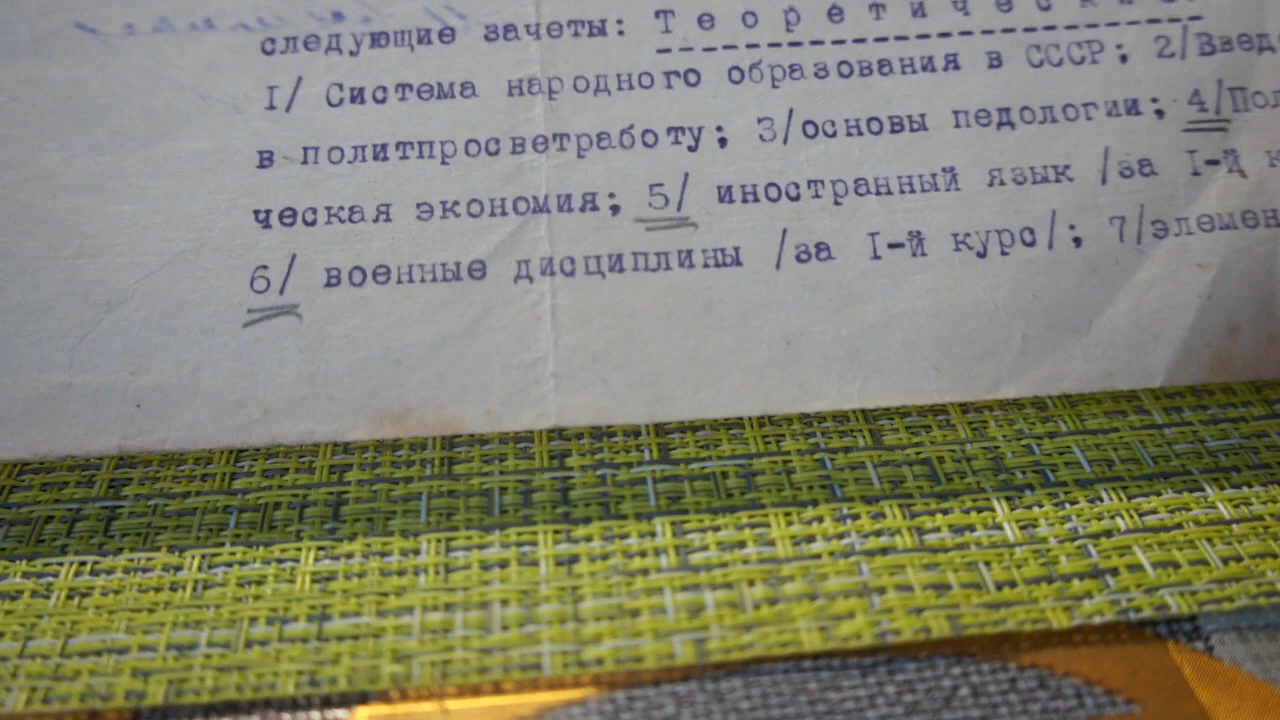 следующие зачеты: Теоретические
I/ Система народного образования в СССР; 2/Введ
в политпросветработу; 3/основы педологии; 4/Пол
ческая экономия; 5/ иностранный язык /за I-й к
6/ военные дисциплины /за I-й курс/; 7/элемен